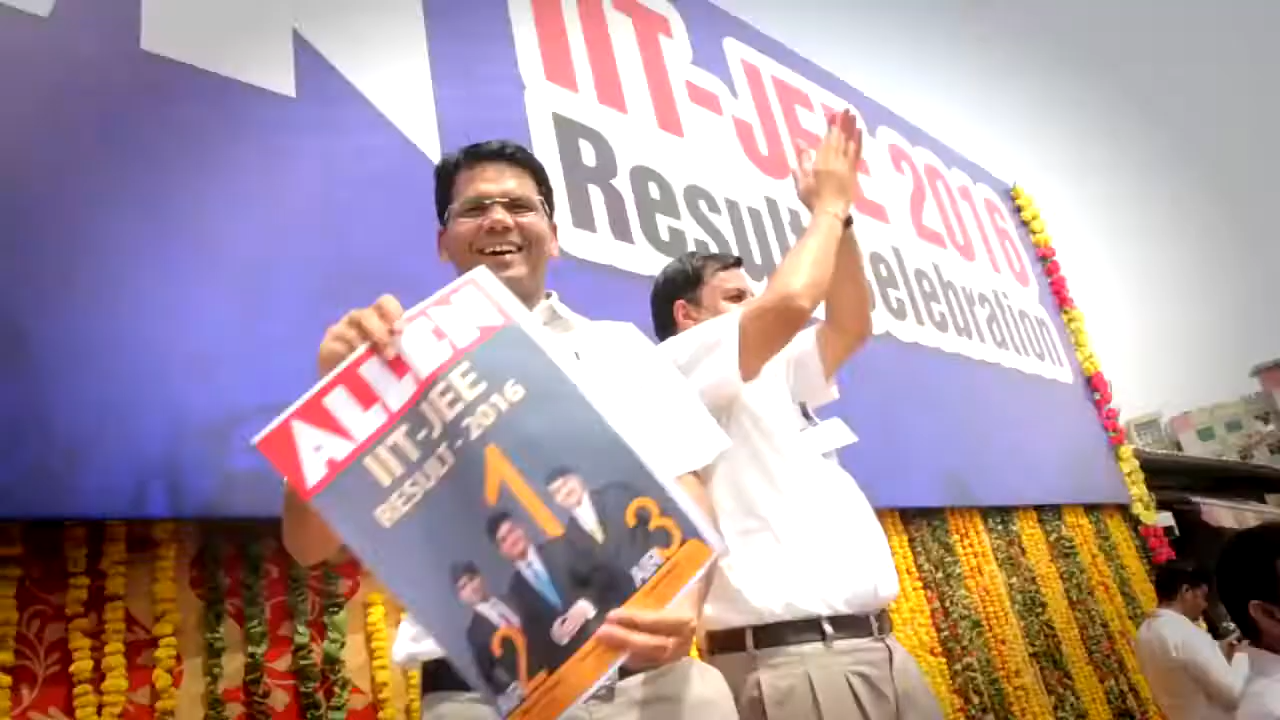 IIT-JEE 2016
Result Celebration
ALLEN
IIT-JEE
RESULT - 2016
1
2
3